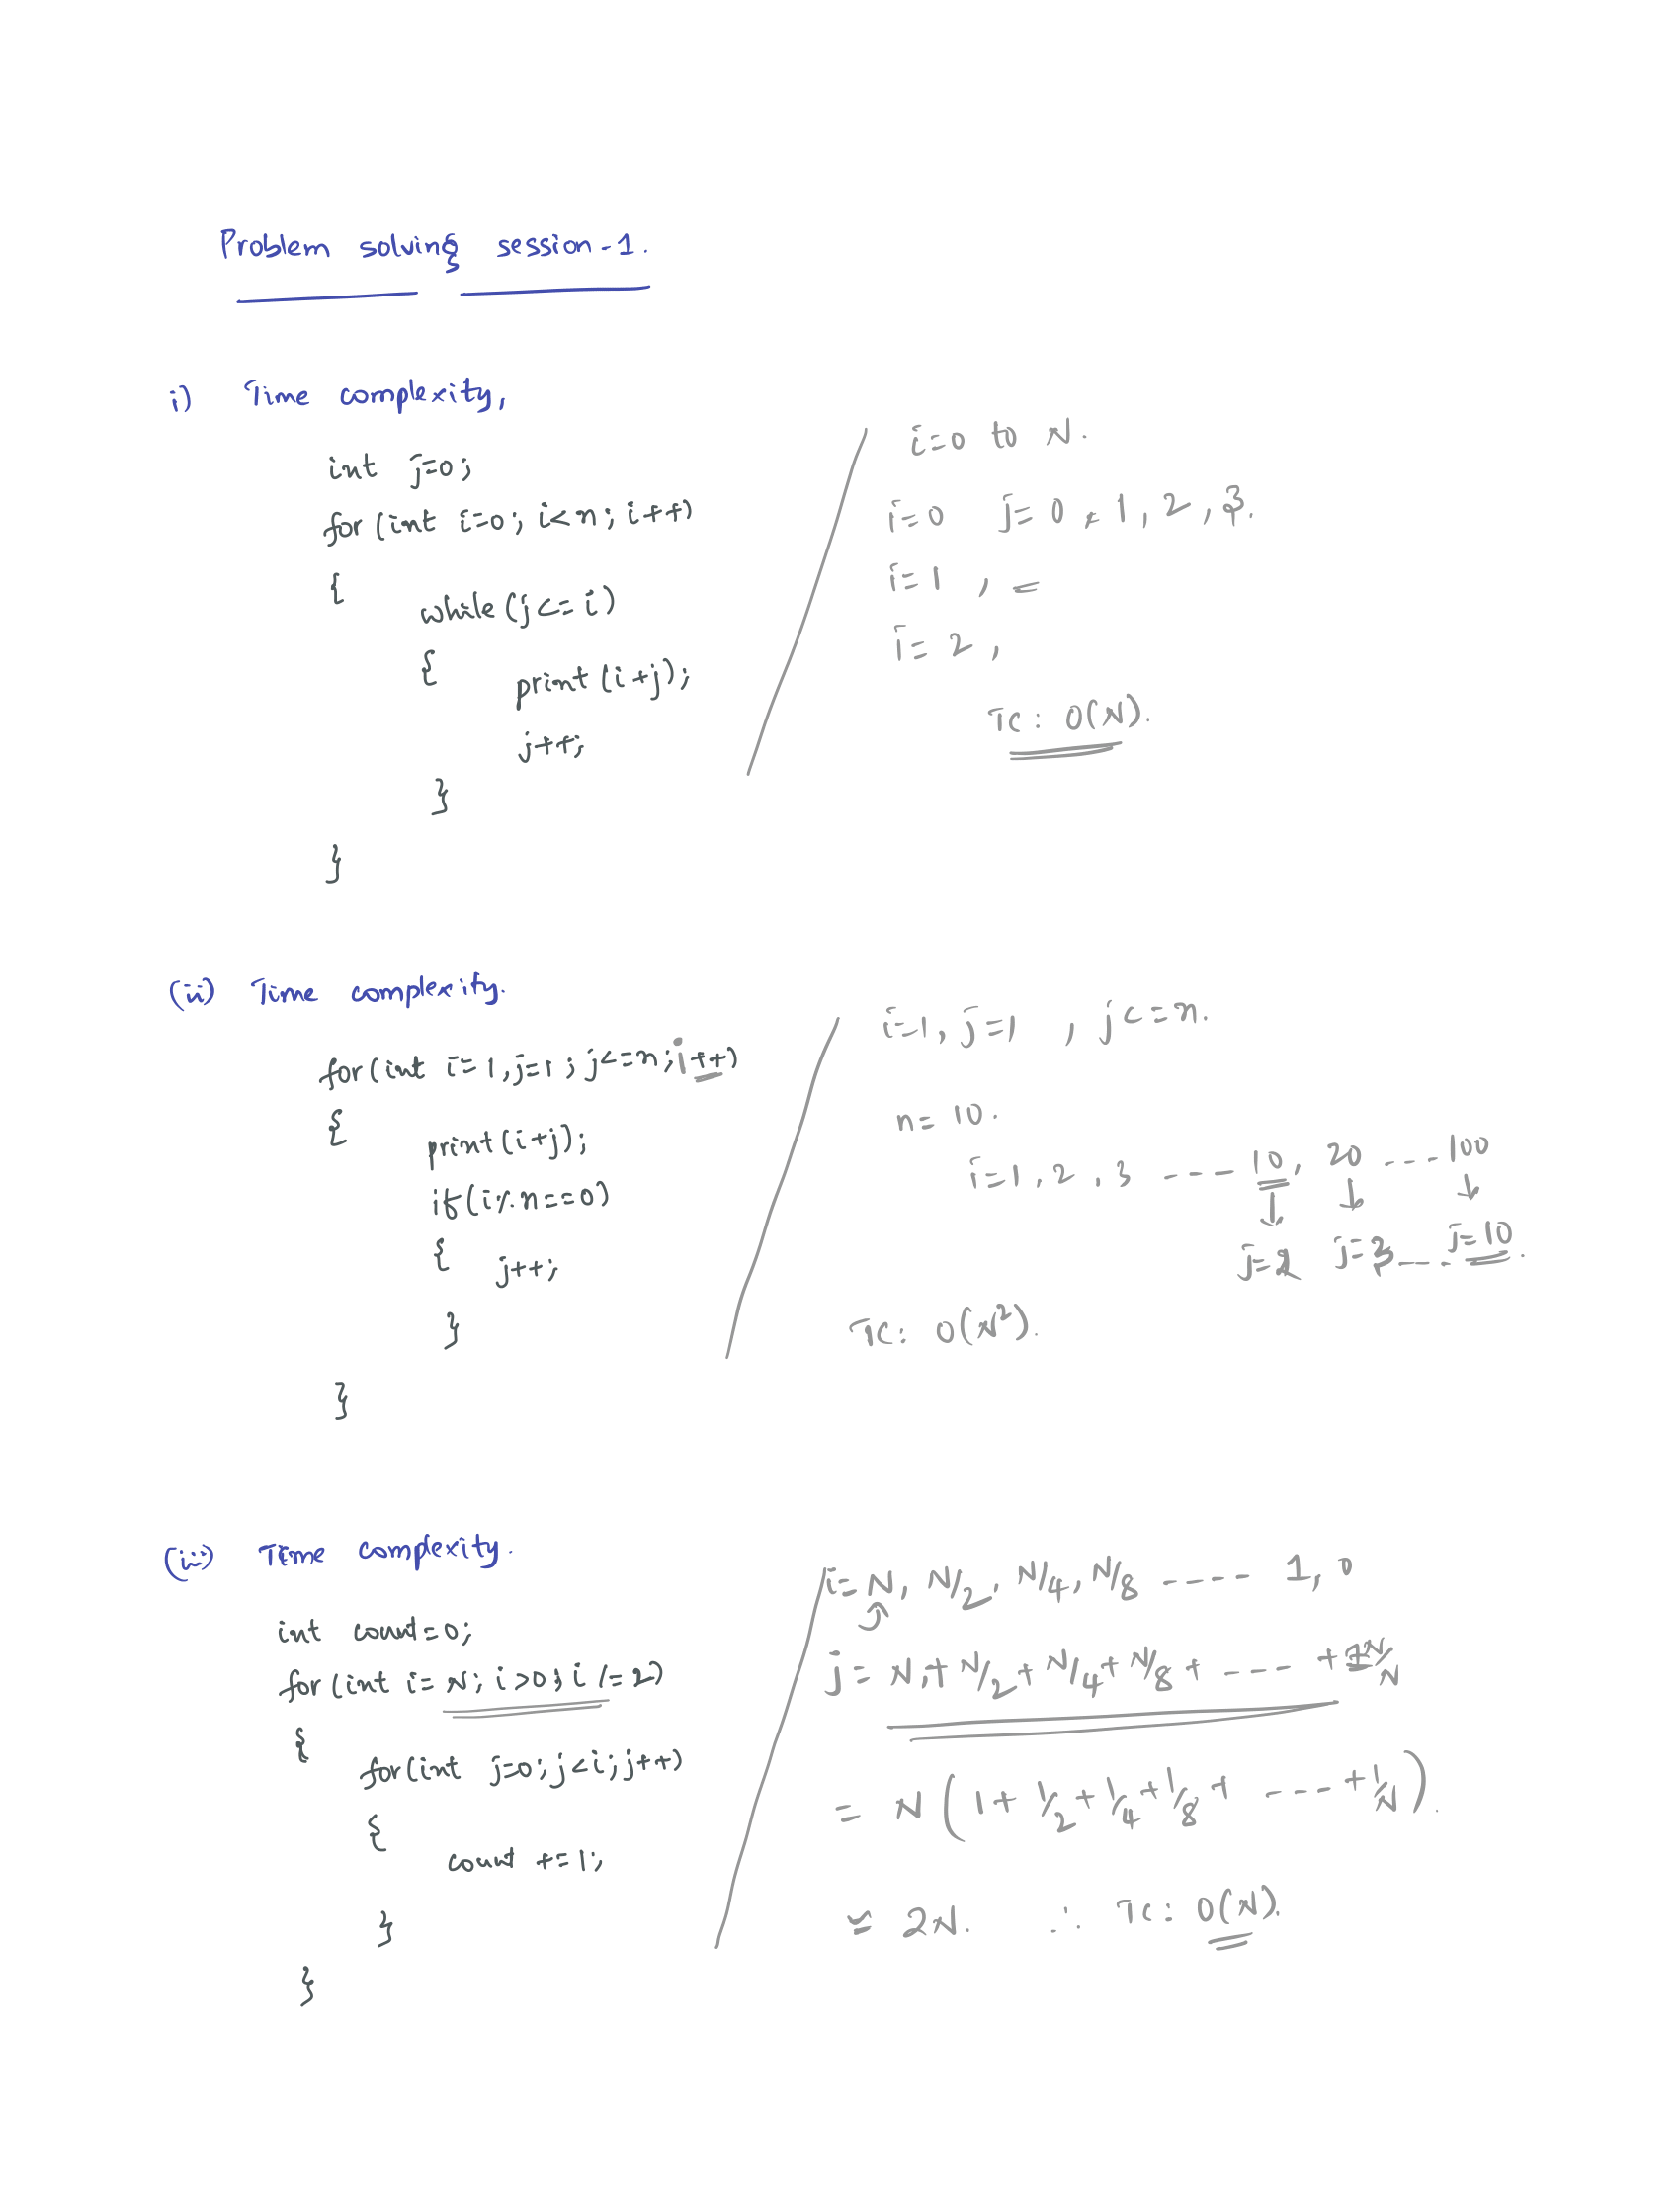 Problem solving session-1.
i) Time complexity,
int j=0;
for(int i=0; i<n; i++)
{
while(j<=i)
{
print(i+j);
j++;
}
}
i=0 to N.
i=0 j=0, 1, 2, 3.
i=1, =
i=2,
TC: O(N).
(ii) Time complexity.
for(int i=1,j=1; j<=n; i++)
{
print(i+j);
if(i%n==0)
{
j++;
}
}
i=1, j=1, j<=n.
n=10.
i=1, 2, 3 ---- 10, 20 ---- 100
↓ ↓ ↓
j=2 j=3 ---- j=10.
TC: O(N²).
(iii) Time complexity.
int count=0;
for(int i=N; i>0; i/=2)
{
for(int j=0; j<i; j++)
{
count +=1;
}
}
i=N, N/2, N/4, N/8 ---- 1, 0
j= N+N/2+N/4+N/8+ ---- +N/N
= N(1+1/2+1/4+1/8+ ---- +1/N).
≈ 2N. ∴ TC: O(N).